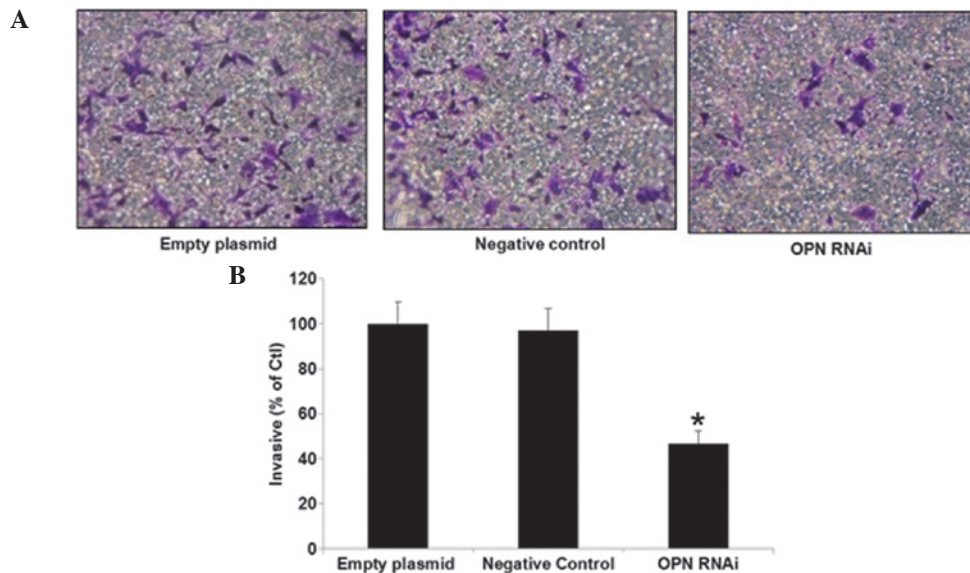 A
Empty plasmid
Negative control
OPN RNAi
B
Invasive (% of Ctl)
120
100
80
60
40
20
0
*
Empty plasmid
Negative Control
OPN RNAi